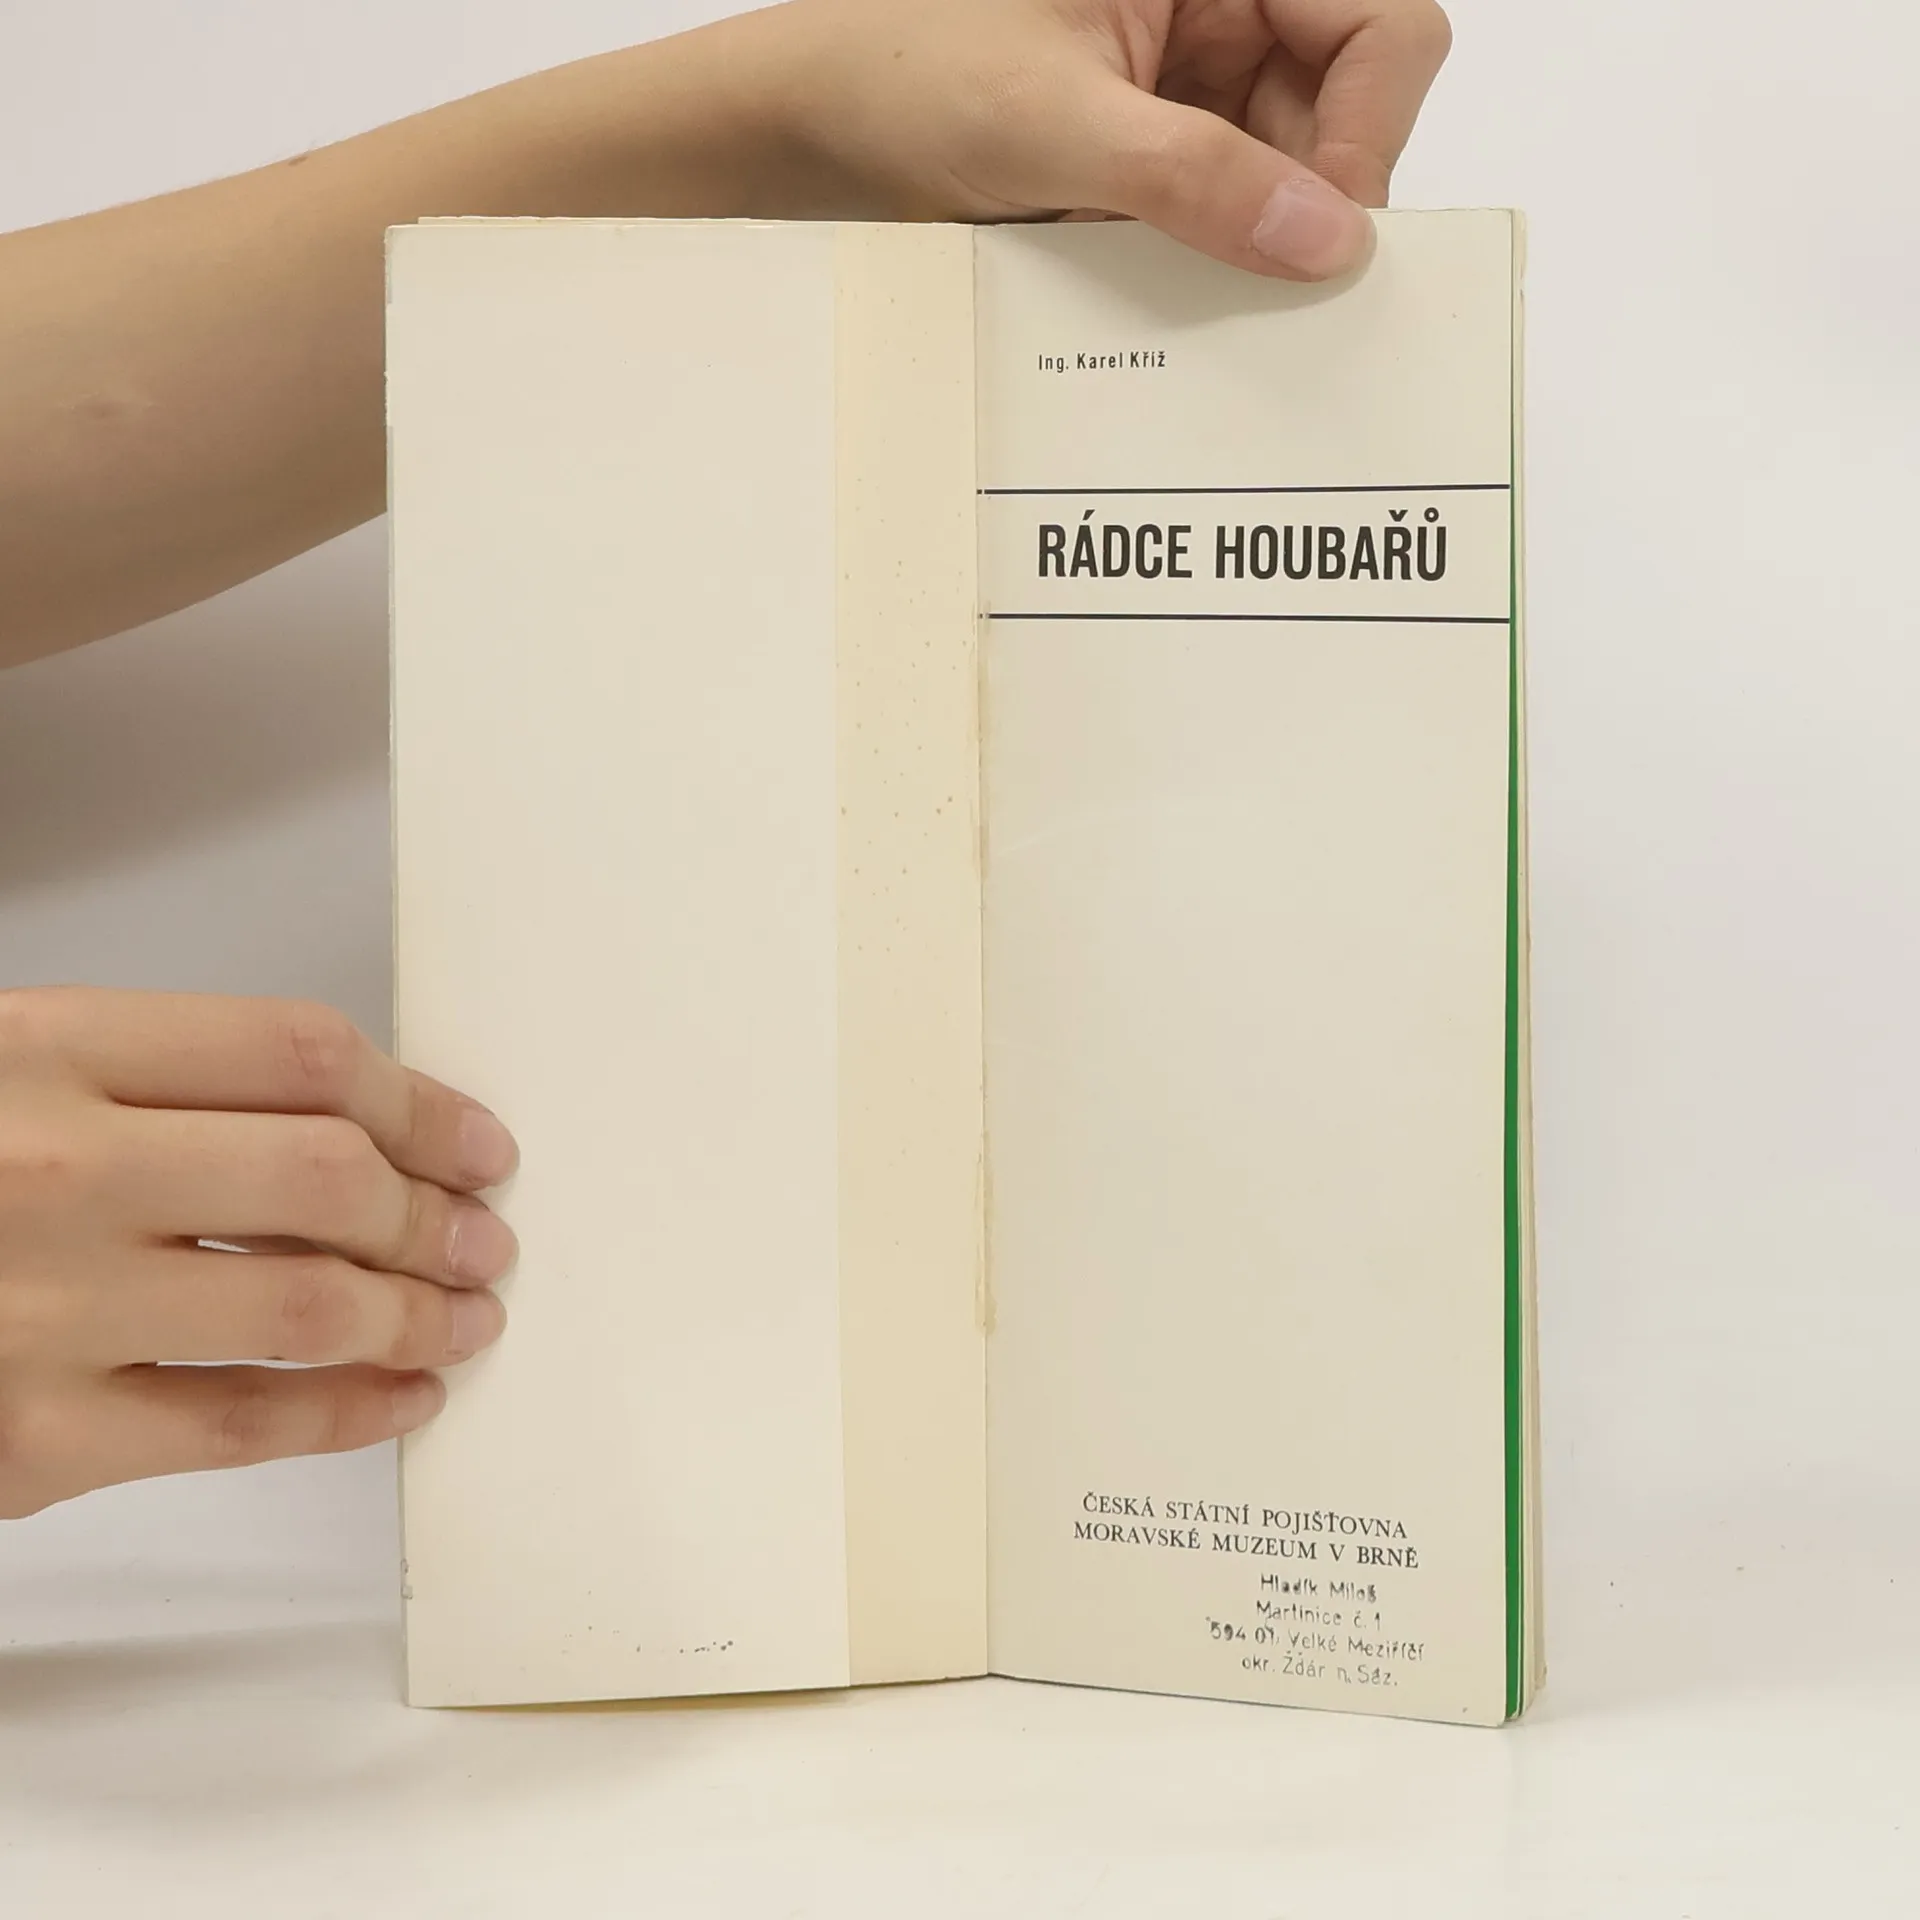 Ing. Karel Kříž
RÁDCE HOUBAŘŮ
ČESKÁ STÁTNÍ POJIŠŤOVNA
MORAVSKÉ MUZEUM V BRNĚ
Hladík Miloš
Martinice č. 1
594 01, Velké Meziříčí
okr. Žďár n. Sáz.